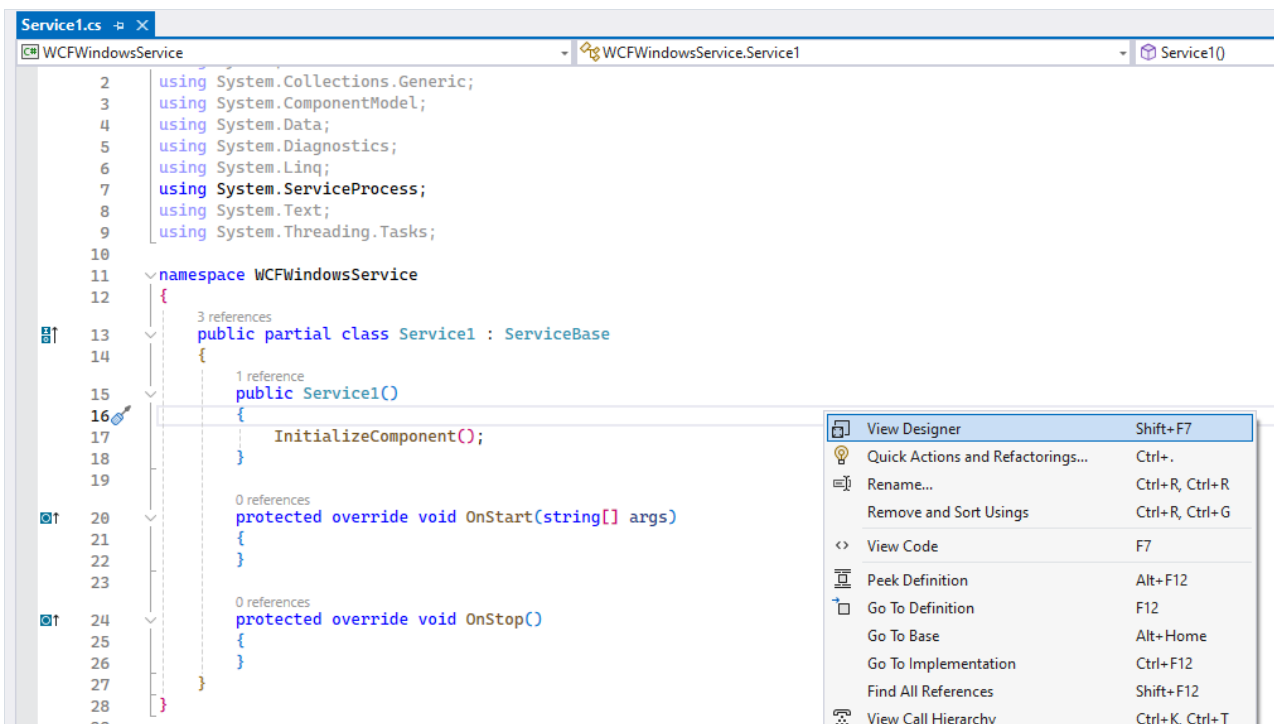 Service1.cs
C# WCFWindowsService WCFWindowsService.Service1 Service1()
2 using System.Collections.Generic;
3 using System.ComponentModel;
4 using System.Data;
5 using System.Diagnostics;
6 using System.Linq;
7 using System.ServiceProcess;
8 using System.Text;
9 using System.Threading.Tasks;
10
11 namespace WCFWindowsService
12 {
3 references
13 public partial class Service1 : ServiceBase
14 {
1 reference
15 public Service1()
16 {
17 InitializeComponent();
18 }
19
0 references
20 protected override void OnStart(string[] args)
21 {
22 }
23
0 references
24 protected override void OnStop()
25 {
26 }
27 }
28 }
View Designer Shift+F7
Quick Actions and Refactorings... Ctrl+.
Rename... Ctrl+R, Ctrl+R
Remove and Sort Usings Ctrl+R, Ctrl+G
View Code F7
Peek Definition Alt+F12
Go To Definition F12
Go To Base Alt+Home
Go To Implementation Ctrl+F12
Find All References Shift+F12
View Call Hierarchy Ctrl+K, Ctrl+T